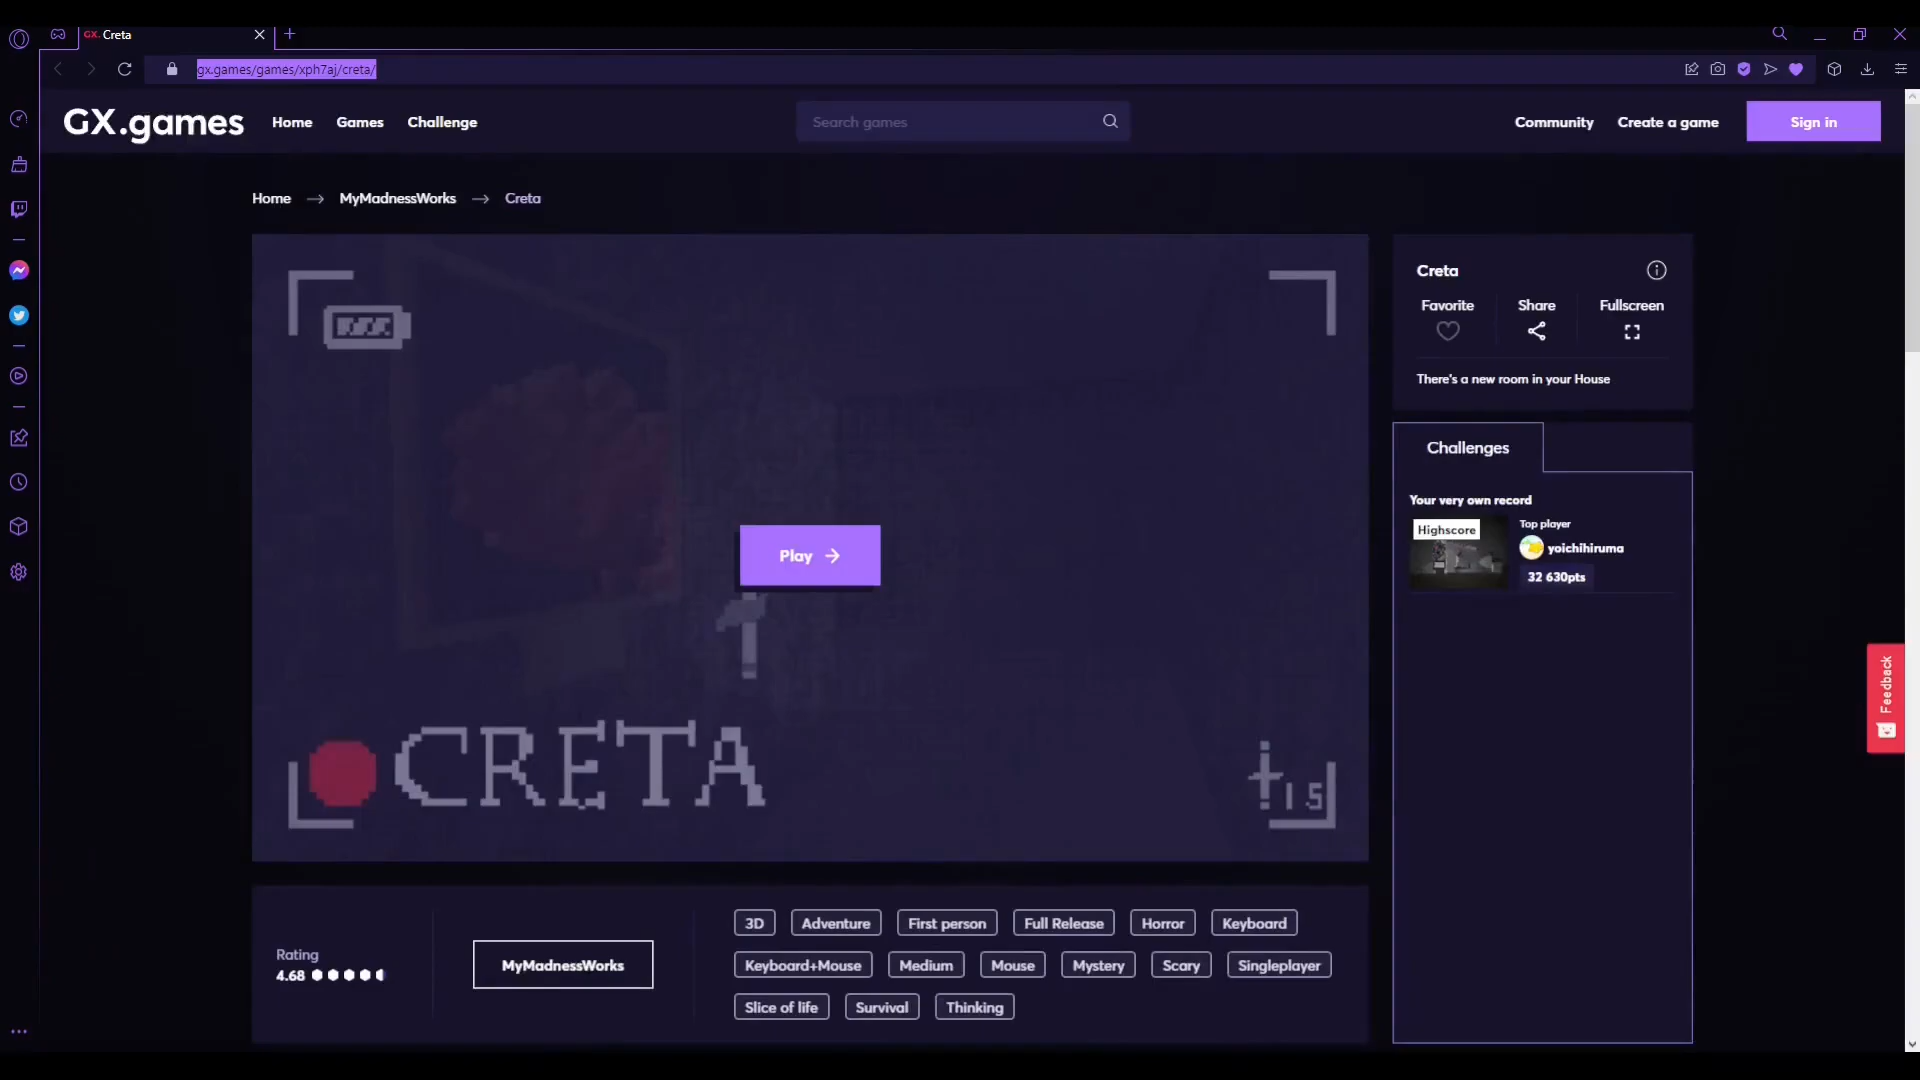 GX Creta
gx.games/games/xph7aj/creta/
GX.games Home Games Challenge Search games Community Create a game Sign in
Home → MyMadnessWorks → Creta
Creta
Favorite Share Fullscreen
There's a new room in your House
Challenges
Your very own record
Highscore
Top player
yoichihiruma
32 630pts
Play →
CRETA
15
Feedback
Rating
4.68
MyMadnessWorks
3D Adventure First person Full Release Horror Keyboard
Keyboard+Mouse Medium Mouse Mystery Scary Singleplayer
Slice of life Survival Thinking